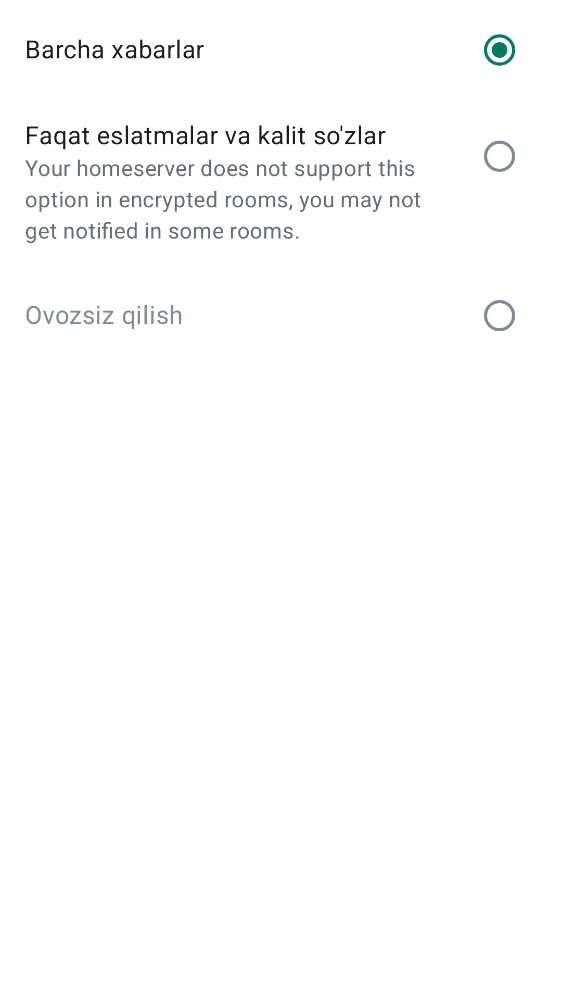 Barcha xabarlar
Faqat eslatmalar va kalit so'zlar
Your homeserver does not support this
option in encrypted rooms, you may not
get notified in some rooms.
Ovozsiz qilish